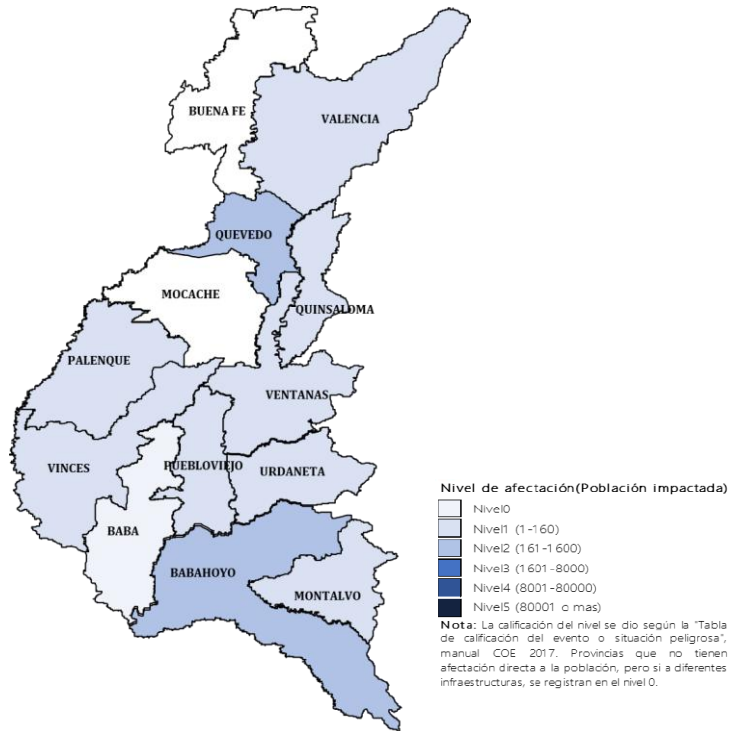 BUENA FE
VALENCIA
QUEVEDO
MOCACHE
QUINSALOMA
PALENQUE
VENTANAS
VINCES
PUEBLOVIEJO
URDANETA
BABA
BABAHOYO
MONTALVO
Nivel de afectación(Población impactada)
Nivel0
Nivel1 (1-160)
Nivel2 (161-1600)
Nivel3 (1601-8000)
Nivel4 (8001-80000)
Nivel5 (80001 o mas)
Nota: La calificación del nivel se dio según la "Tabla
de calificación del evento o situación peligrosa",
manual COE 2017. Provincias que no tienen
afectación directa a la población, pero si a diferentes
infraestructuras, se registran en el nivel 0.